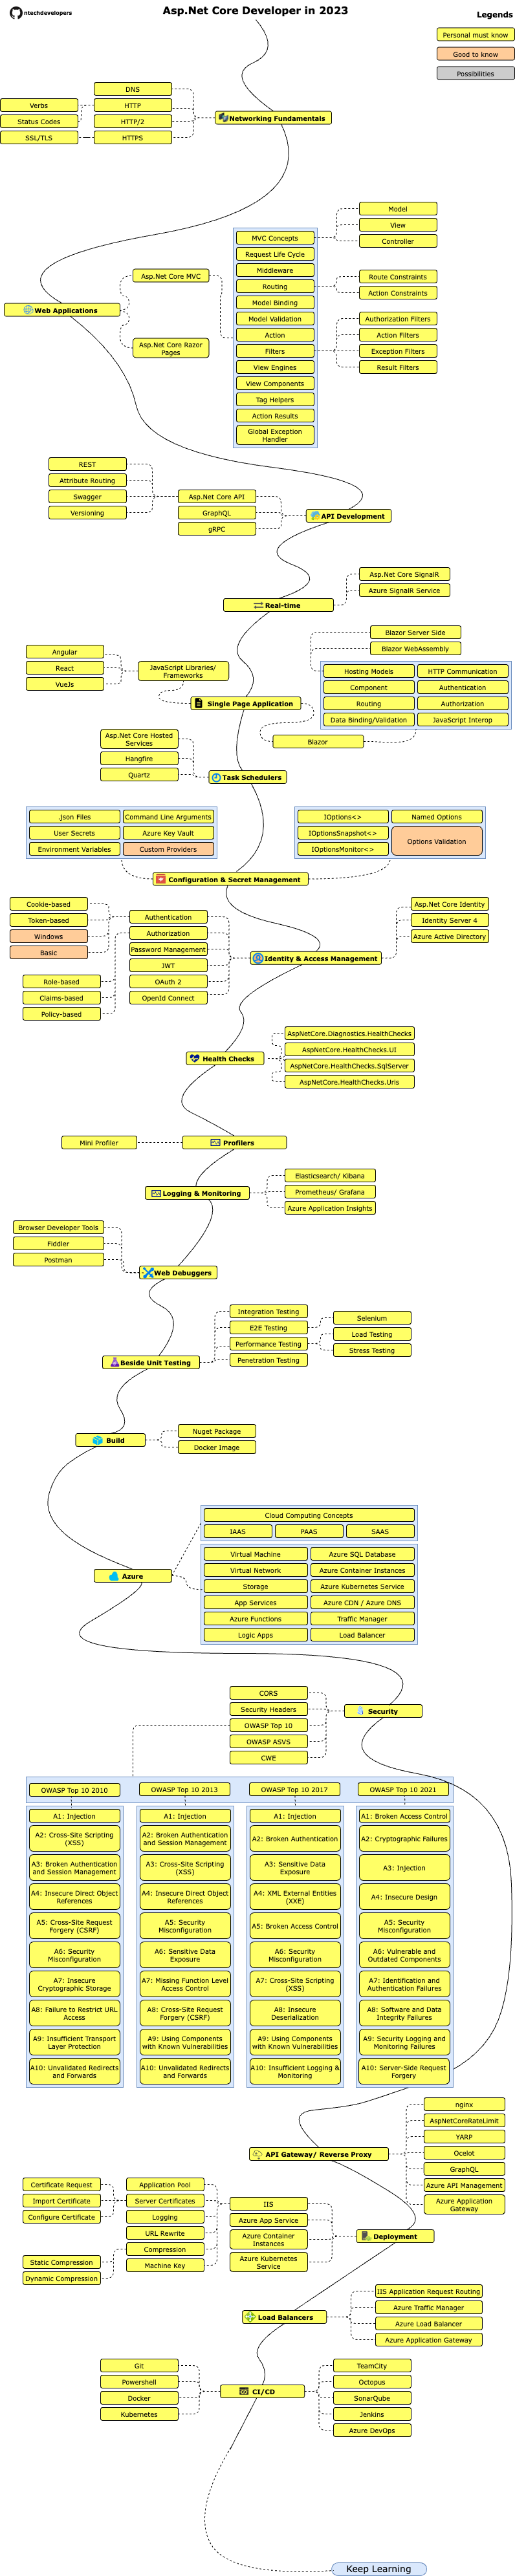 ntechdevelopers
Asp.Net Core Developer in 2023
Legends
Personal must know
Good to know
Possibilities
DNS
HTTP
HTTP/2
HTTPS
Verbs
Status Codes
SSL/TLS
Networking Fundamentals
Model
View
Controller
MVC Concepts
Request Life Cycle
Middleware
Routing
Model Binding
Model Validation
Action
Filters
View Engines
View Components
Tag Helpers
Action Results
Global Exception
Handler
Route Constraints
Action Constraints
Authorization Filters
Action Filters
Exception Filters
Result Filters
Asp.Net Core MVC
Web Applications
Asp.Net Core Razor
Pages
REST
Attribute Routing
Swagger
Versioning
Asp.Net Core API
GraphQL
gRPC
API Development
Asp.Net Core SignalR
Azure SignalR Service
Real-time
Blazor Server Side
Blazor WebAssembly
Angular
React
VueJs
JavaScript Libraries/
Frameworks
Hosting Models
HTTP Communication
Component
Authentication
Routing
Authorization
Data Binding/Validation
JavaScript Interop
Single Page Application
Blazor
Asp.Net Core Hosted
Services
Hangfire
Quartz
Task Schedulers
.Json Files
Command Line Arguments
User Secrets
Azure Key Vault
Environment Variables
Custom Providers
IOptions<>
Named Options
IOptionsSnapshot<>
IOptionsMonitor<>
Options Validation
Configuration & Secret Management
Cookie-based
Token-based
Windows
Basic
Role-based
Claims-based
Policy-based
Authentication
Authorization
Password Management
JWT
OAuth 2
OpenId Connect
Asp.Net Core Identity
Identity Server 4
Azure Active Directory
Identity & Access Management
AspNetCore.Diagnostics.HealthChecks
AspNetCore.HealthChecks.UI
AspNetCore.HealthChecks.SqlServer
AspNetCore.HealthChecks.Uris
Health Checks
Mini Profiler
Profilers
Elasticsearch/ Kibana
Prometheus/ Grafana
Azure Application Insights
Logging & Monitoring
Browser Developer Tools
Fiddler
Postman
Web Debuggers
Integration Testing
E2E Testing
Performance Testing
Penetration Testing
Selenium
Load Testing
Stress Testing
Beside Unit Testing
Nuget Package
Docker Image
Build
Cloud Computing Concepts
IAAS
PAAS
SAAS
Virtual Machine
Azure SQL Database
Virtual Network
Azure Container Instances
Storage
Azure Kubernetes Service
App Services
Azure CDN / Azure DNS
Azure Functions
Traffic Manager
Logic Apps
Load Balancer
Azure
CORS
Security Headers
OWASP Top 10
OWASP ASVS
CWE
Security
OWASP Top 10 2010
A1: Injection
A2: Cross-Site Scripting
(XSS)
A3: Broken Authentication
and Session Management
A4: Insecure Direct Object
References
A5: Cross-Site Request
Forgery (CSRF)
A6: Security
Misconfiguration
A7: Insecure
Cryptographic Storage
A8: Failure to Restrict URL
Access
A9: Insufficient Transport
Layer Protection
A10: Unvalidated Redirects
and Forwards
OWASP Top 10 2013
A1: Injection
A2: Broken Authentication
and Session Management
A3: Cross-Site Scripting
(XSS)
A4: Insecure Direct Object
References
A5: Security
Misconfiguration
A6: Sensitive Data
Exposure
A7: Missing Function Level
Access Control
A8: Cross-Site Request
Forgery (CSRF)
A9: Using Components
with Known Vulnerabilities
A10: Unvalidated Redirects
and Forwards
OWASP Top 10 2017
A1: Injection
A2: Broken Authentication
A3: Sensitive Data
Exposure
A4: XML External Entities
(XXE)
A5: Broken Access Control
A6: Security
Misconfiguration
A7: Cross-Site Scripting
(XSS)
A8: Insecure
Deserialization
A9: Using Components
with Known Vulnerabilities
A10: Insufficient Logging &
Monitoring
OWASP Top 10 2021
A1: Broken Access Control
A2: Cryptographic Failures
A3: Injection
A4: Insecure Design
A5: Security
Misconfiguration
A6: Vulnerable and
Outdated Components
A7: Identification and
Authentication Failures
A8: Software and Data
Integrity Failures
A9: Security Logging and
Monitoring Failures
A10: Server-Side Request
Forgery
nginx
AspNetCoreRateLimit
YARP
Ocelot
GraphQL
Azure API Management
Azure Application
Gateway
API Gateway/ Reverse Proxy
Certificate Request
Import Certificate
Configure Certificate
Static Compression
Dynamic Compression
Application Pool
Server Certificates
Logging
URL Rewrite
Compression
Machine Key
IIS
Azure App Service
Azure Container
Instances
Azure Kubernetes
Service
Deployment
IIS Application Request Routing
Azure Traffic Manager
Azure Load Balancer
Azure Application Gateway
Load Balancers
Git
Powershell
Docker
Kubernetes
CI/CD
TeamCity
Octopus
SonarQube
Jenkins
Azure DevOps
Keep Learning